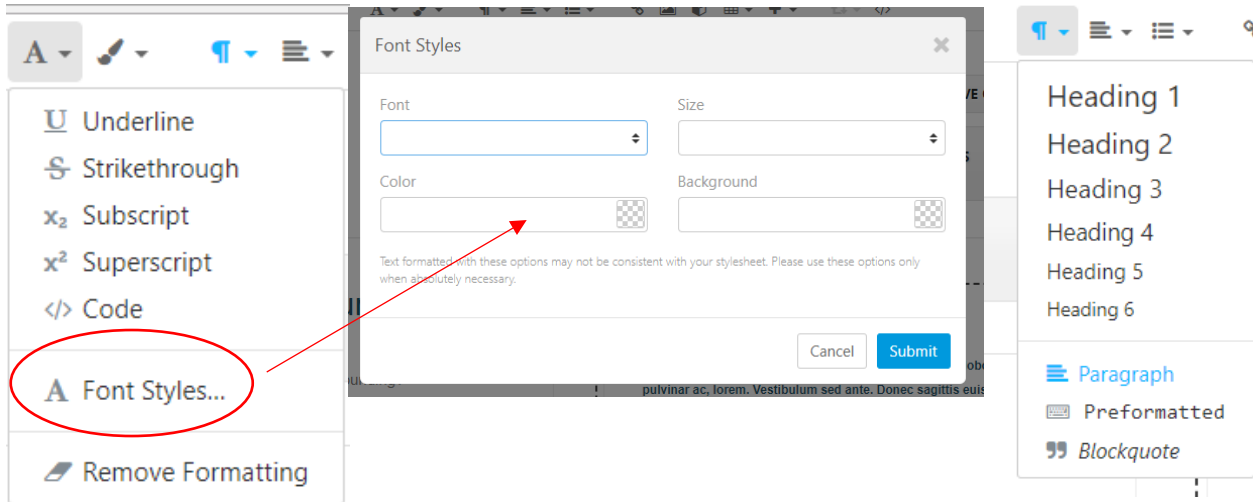 A
Underline
Strikethrough
x₂ Subscript
x² Superscript
</> Code
A Font Styles...
Remove Formatting
Font Styles
Font
Size
Color
Background
Text formatted with these options may not be consistent with your stylesheet. Please use these options only
when absolutely necessary.
Cancel
Submit
pulvinar ac, lorem. Vestibulum sed ante. Donec sagittis
Heading 1
Heading 2
Heading 3
Heading 4
Heading 5
Heading 6
Paragraph
Preformatted
Blockquote